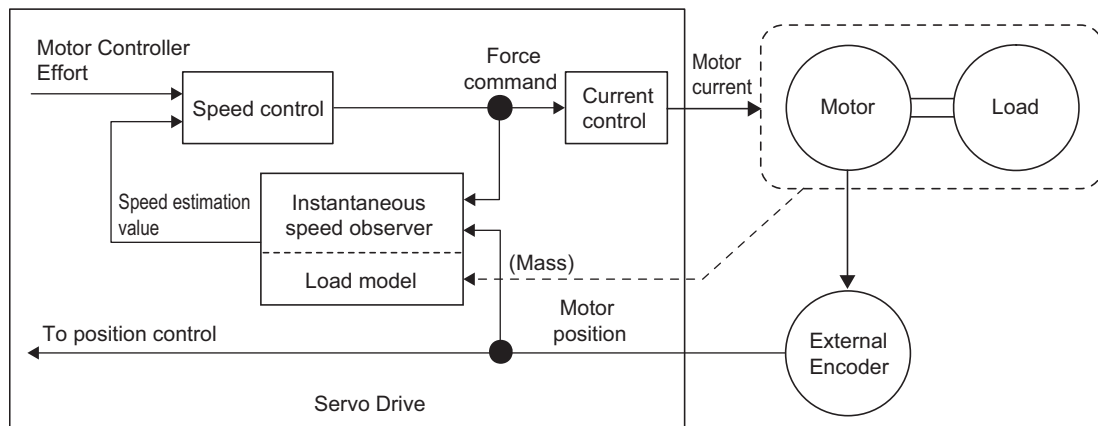 Motor Controller
Effort
Speed control
Force
command
Current
control
Motor
current
Motor
Load
Speed estimation
value
Instantaneous
speed observer
Load model
(Mass)
To position control
Motor
position
External
Encoder
Servo Drive